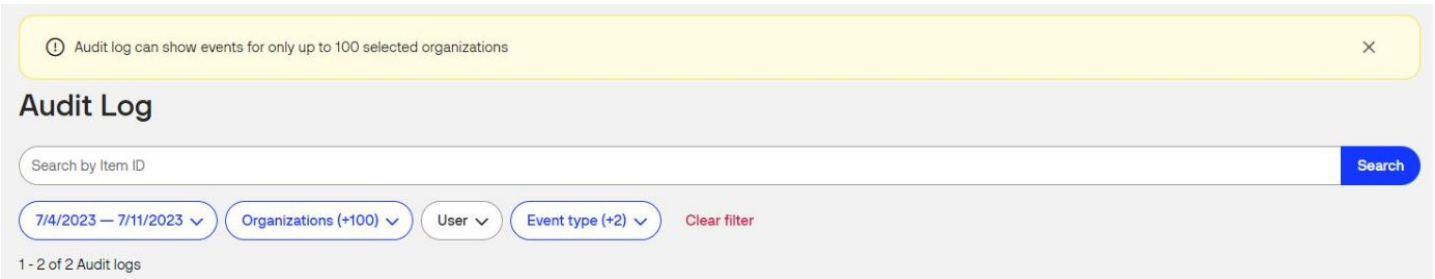 Audit log can show events for only up to 100 selected organizations
Audit Log
Search by Item ID
Search
7/4/2023 — 7/11/2023 Organizations (+100) User Event type (+2) Clear filter
1 - 2 of 2 Audit logs